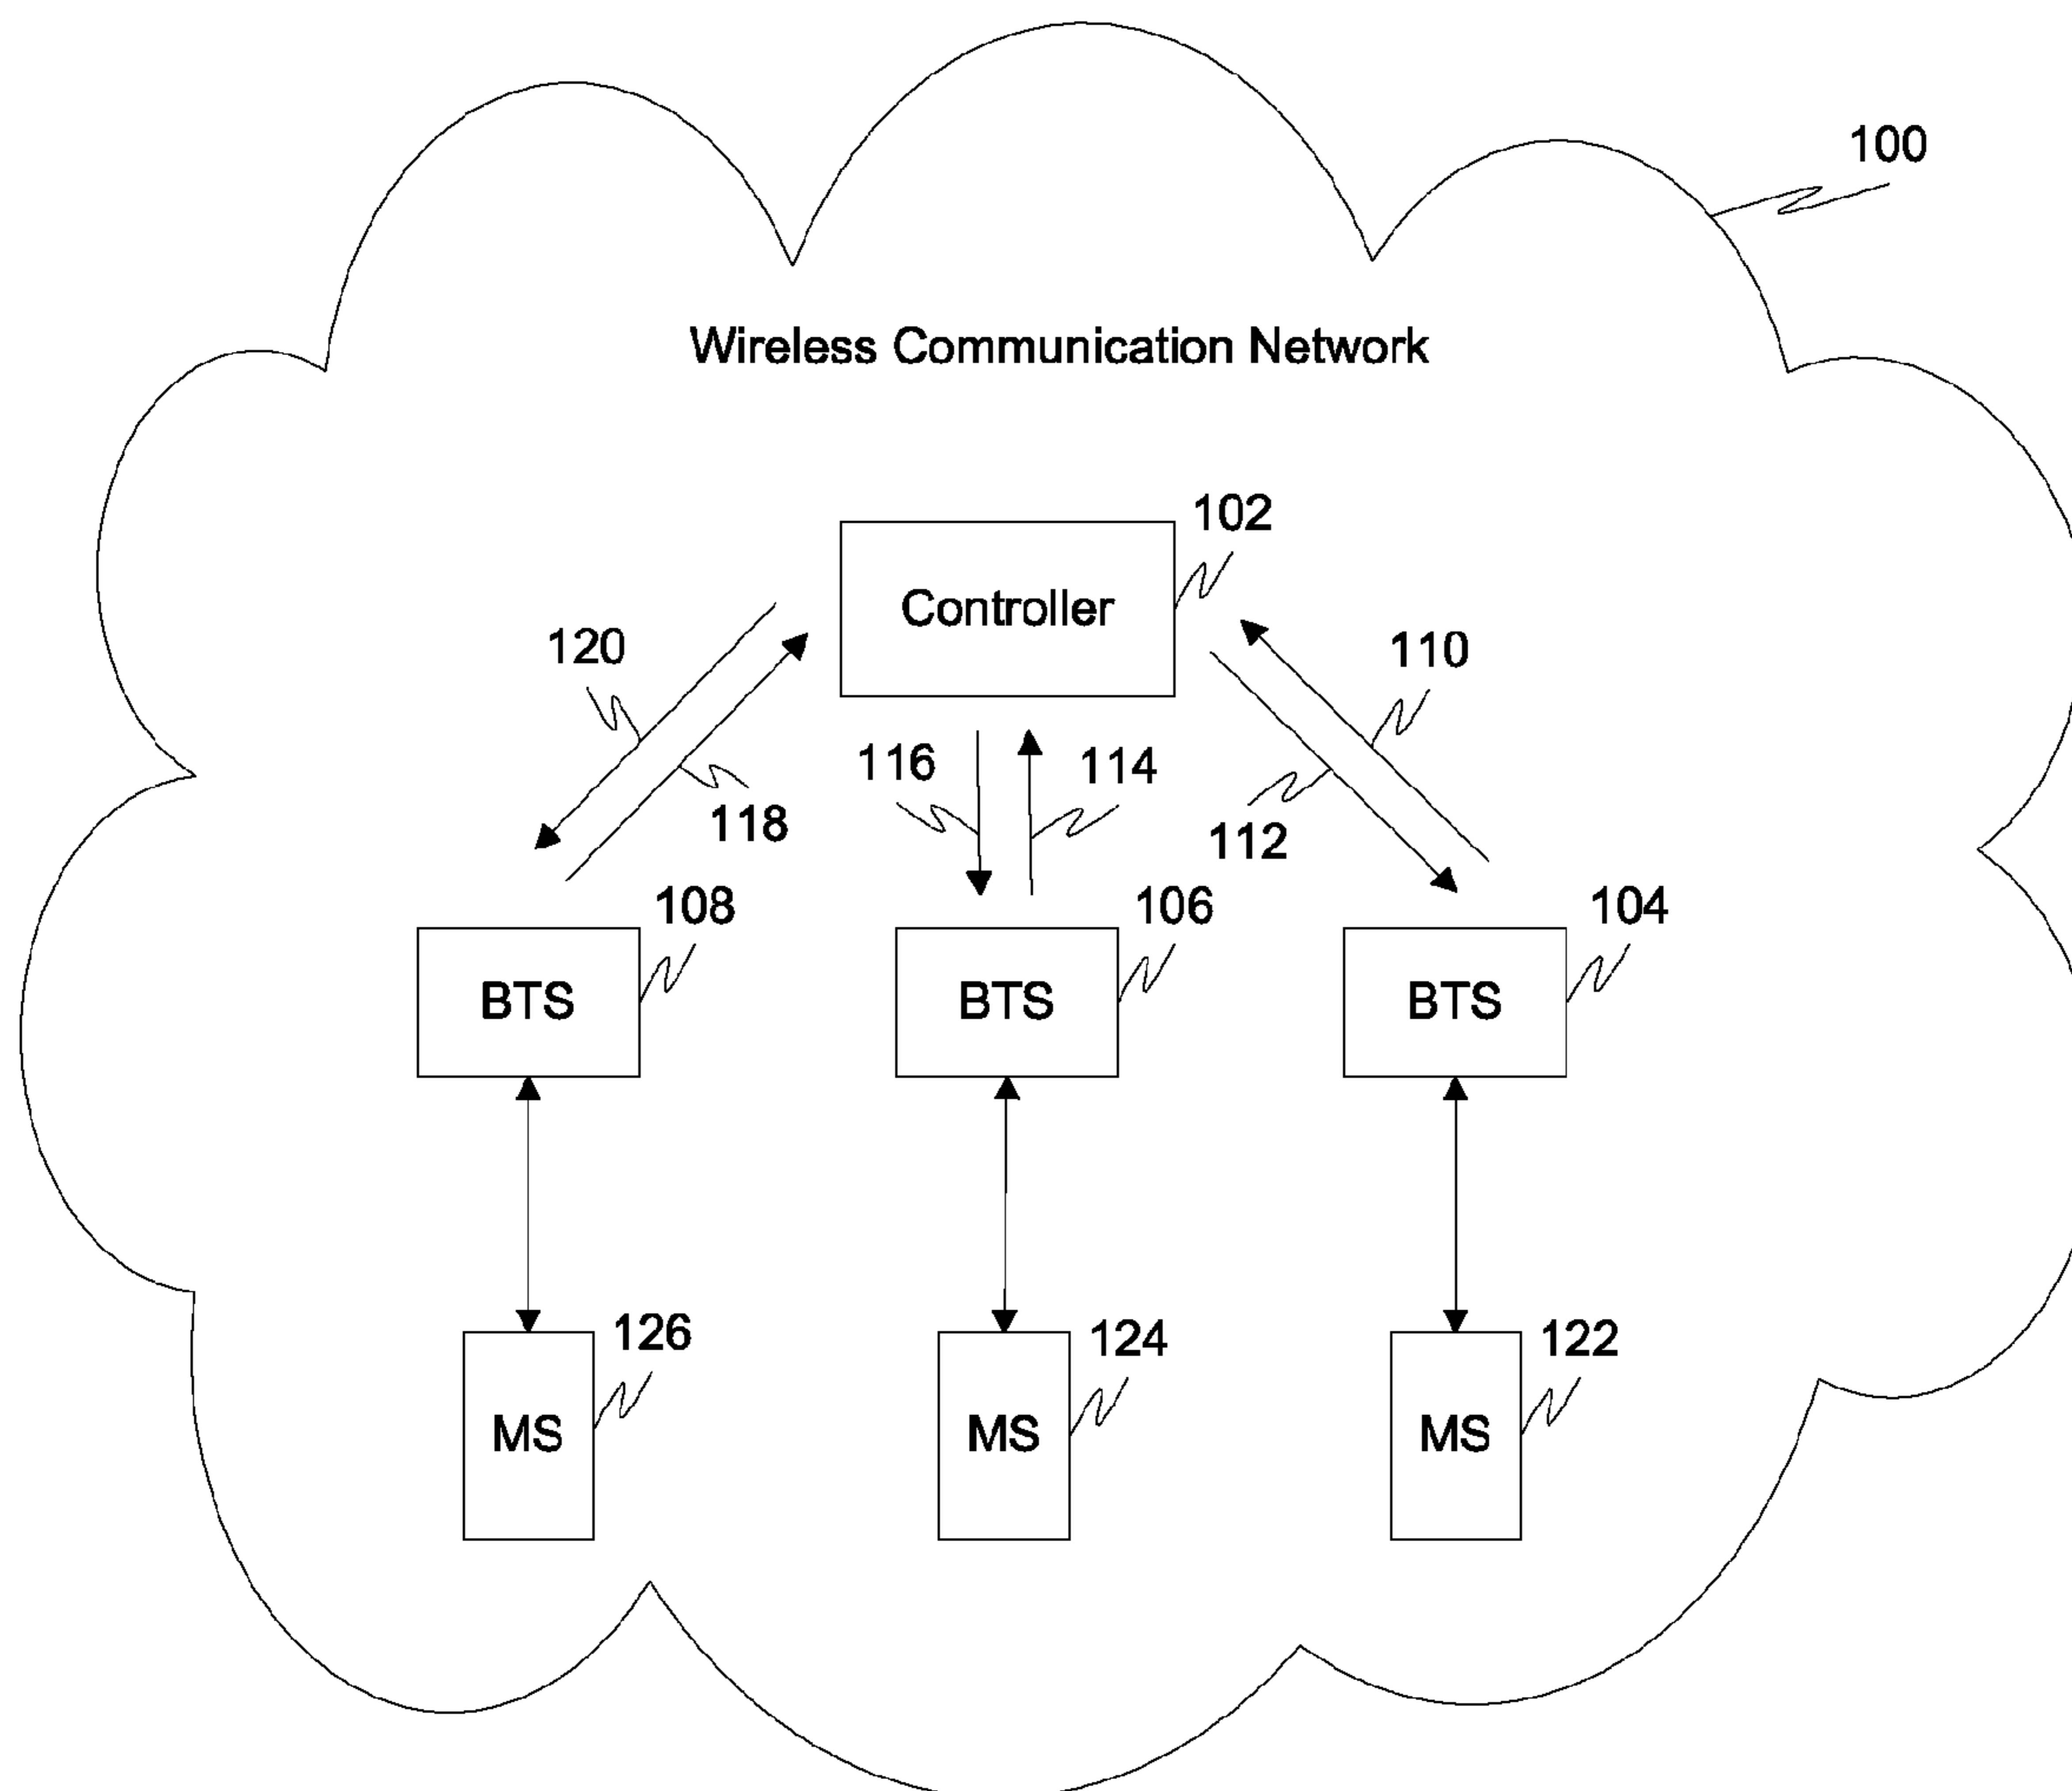 100
Wireless Communication Network
102
Controller
120
110
116
114
118
112
108
106
104
BTS
BTS
BTS
126
124
122
MS
MS
MS